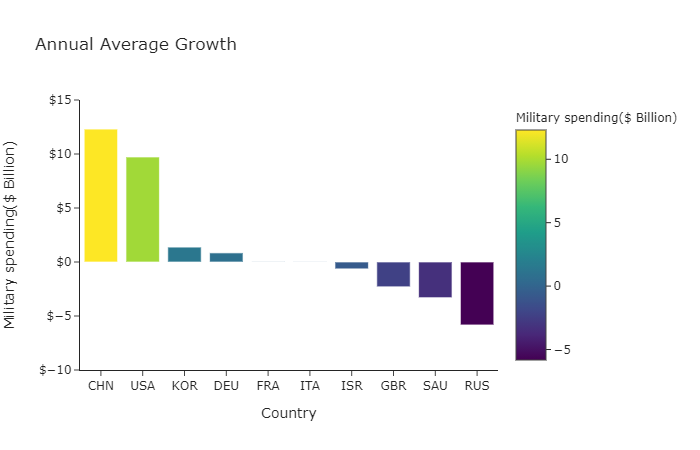 Annual Average Growth
Military spending($ Billion)
$15
$10
$5
$0
$−5
$−10
CHN USA KOR DEU FRA ITA ISR GBR SAU RUS
Country
Military spending($ Billion)
10
5
0
−5